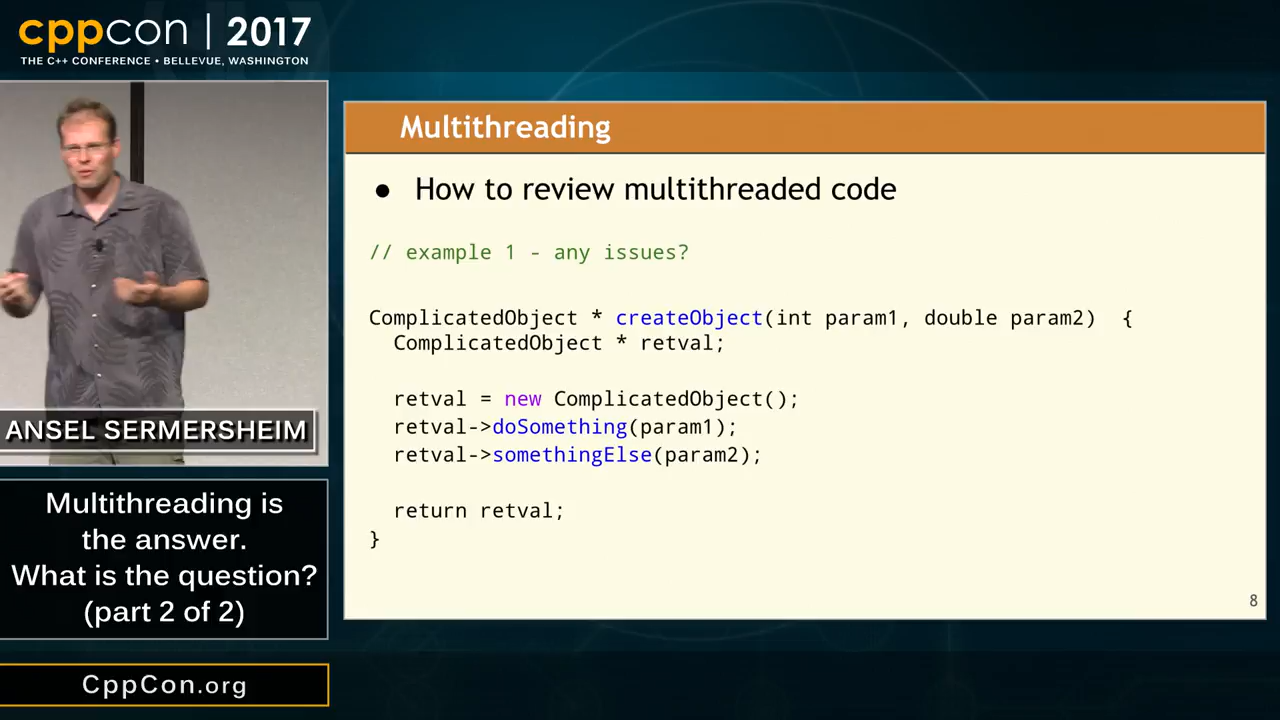 cppcon | 2017
THE C++ CONFERENCE • BELLEVUE, WASHINGTON
ANSEL SERMERSHEIM
Multithreading is
the answer.
What is the question?
(part 2 of 2)
CppCon.org
Multithreading
● How to review multithreaded code
// example 1 - any issues?
ComplicatedObject * createObject(int param1, double param2)  {
  ComplicatedObject * retval;
  retval = new ComplicatedObject();
  retval->doSomething(param1);
  retval->somethingElse(param2);
  return retval;
}
8